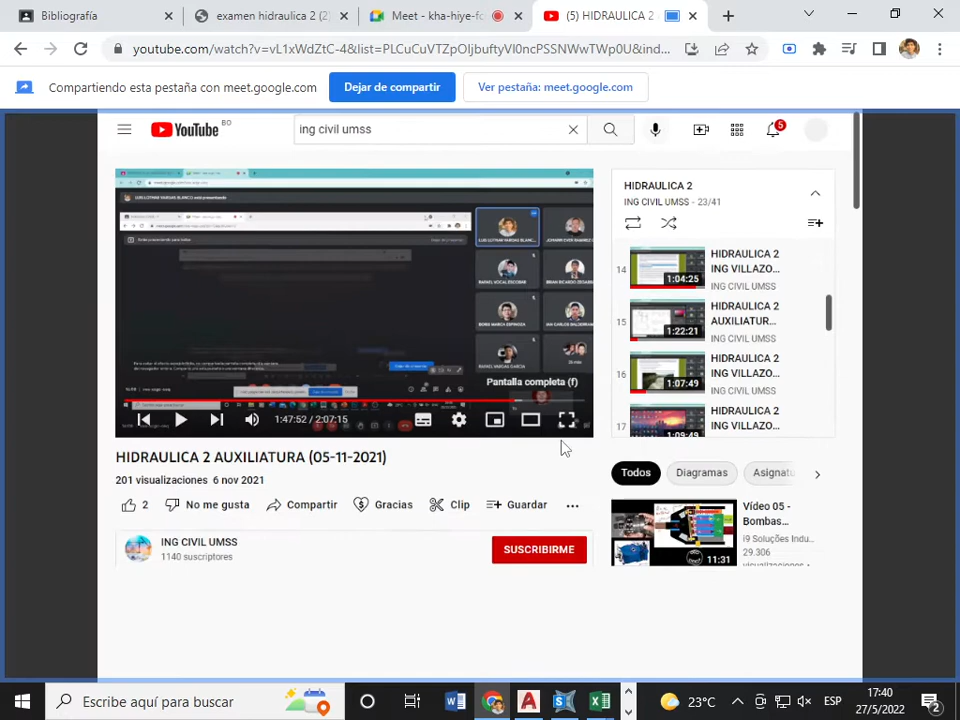 Bibliografía
examen hidraulica 2 (2)
Meet - kha-hiye-fc
(5) HIDRAULICA 2
youtube.com/watch?v=vL1xWdZtC-4&list=PLCuCuVTZpOIjbuftyVI0ncPSSNWwTWp0U&ind...
Compartiendo esta pestaña con meet.google.com
Dejar de compartir
Ver pestaña: meet.google.com
YouTube BO
ing civil umss
5
Pantalla completa (f)
1:47:52 / 2:07:15
HIDRAULICA 2 AUXILIATURA (05-11-2021)
201 visualizaciones 6 nov 2021
2
No me gusta
Compartir
Gracias
Clip
Guardar
ING CIVIL UMSS
1140 suscriptores
SUSCRIBIRME
HIDRAULICA 2
ING CIVIL UMSS - 23/41
14
1:04:25
HIDRAULICA 2
ING VILLAZO...
ING CIVIL UMSS
15
1:22:21
HIDRAULICA 2
AUXILIATUR...
ING CIVIL UMSS
16
1:07:49
HIDRAULICA 2
ING VILLAZO...
ING CIVIL UMSS
17
1:09:49
HIDRAULICA 2
ING VILLAZO...
Todos
Diagramas
Asignatu
11:31
Vídeo 05 -
Bombas...
i9 Soluções Indu...
29.306
Escribe aquí para buscar
23°C
ESP
17:40
27/5/2022
2